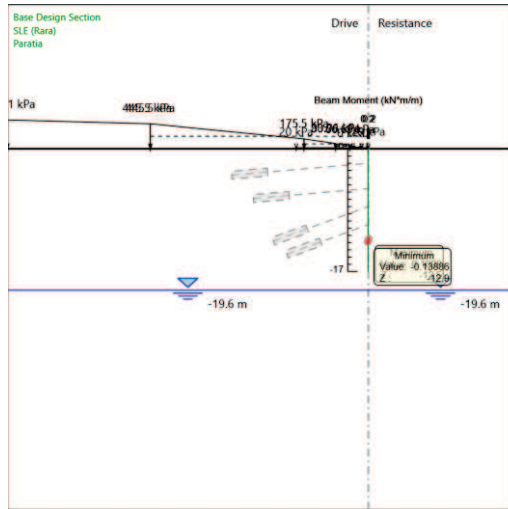 Base Design Section
SLE (Rara)
Paratia
Drive
Resistance
Beam Moment (kN*m/m)
1 kPa
175.5 kPa
20 kPa
-17
Minimum
Value: -0.13886
Z : -12.9
-19.6 m
-19.6 m